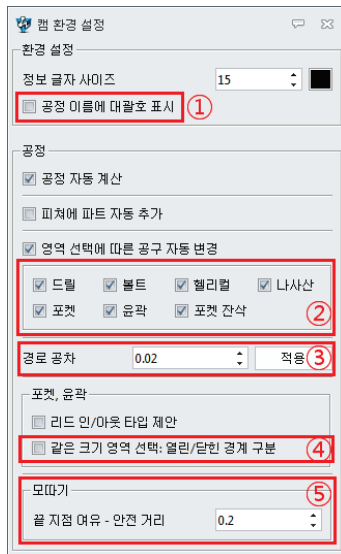 캠 환경 설정
환경 설정
정보 글자 사이즈 15
공정 이름에 대괄호 표시 ①
공정
공정 자동 계산
피쳐에 파트 자동 추가
영역 선택에 따른 공구 자동 변경
드릴 볼트 헬리컬 나사산
포켓 윤곽 포켓 잔삭 ②
경로 공차 0.02 적용 ③
포켓, 윤곽
리드 인/아웃 타입 제안
같은 크기 영역 선택: 열린/닫힌 경계 구분 ④
모따기 ⑤
끝 지점 여유 - 안전 거리 0.2